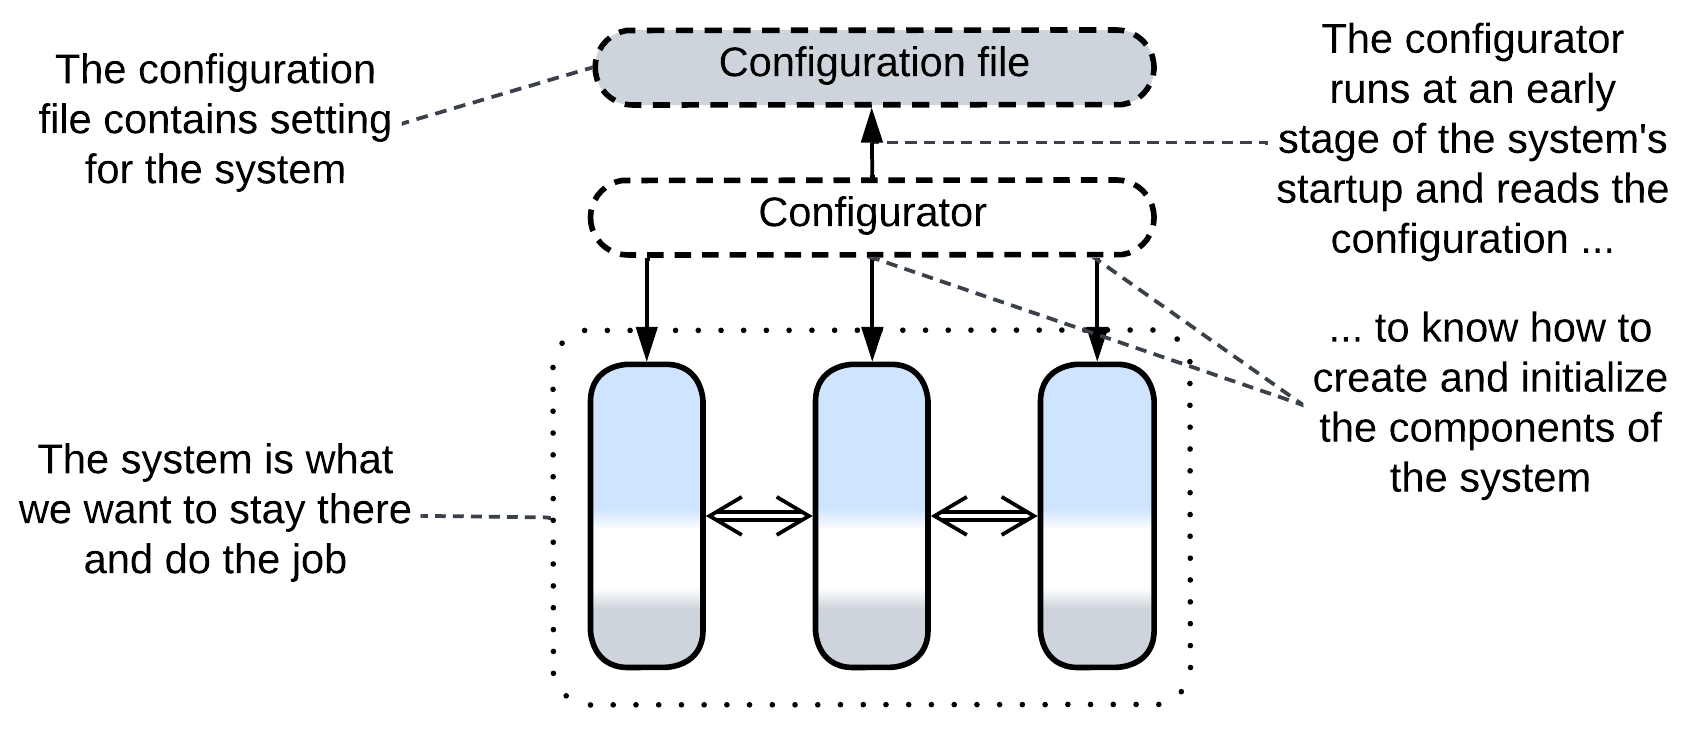 The configuration
file contains setting
for the system
Configuration file
Configurator
The configurator
runs at an early
stage of the system's
startup and reads the
configuration ...
... to know how to
create and initialize
the components of
the system
The system is what
we want to stay there
and do the job